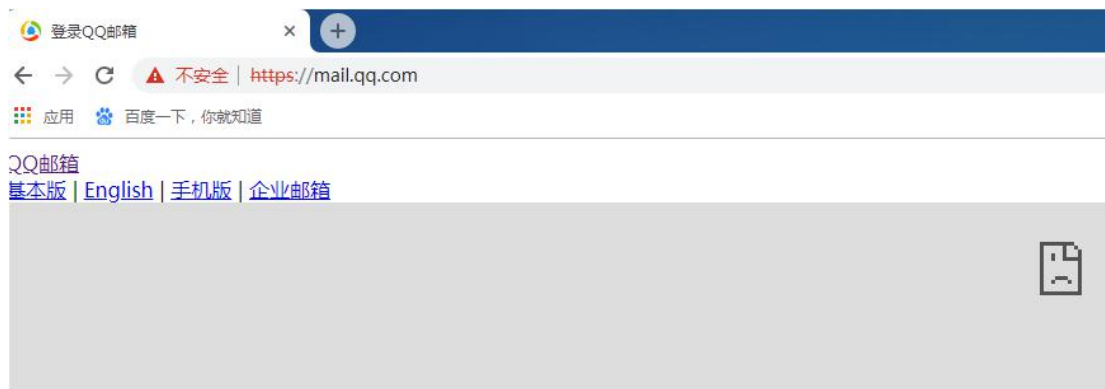 登录QQ邮箱
不安全 | https://mail.qq.com
应用 百度一下，你就知道
QQ邮箱
基本版 | English | 手机版 | 企业邮箱